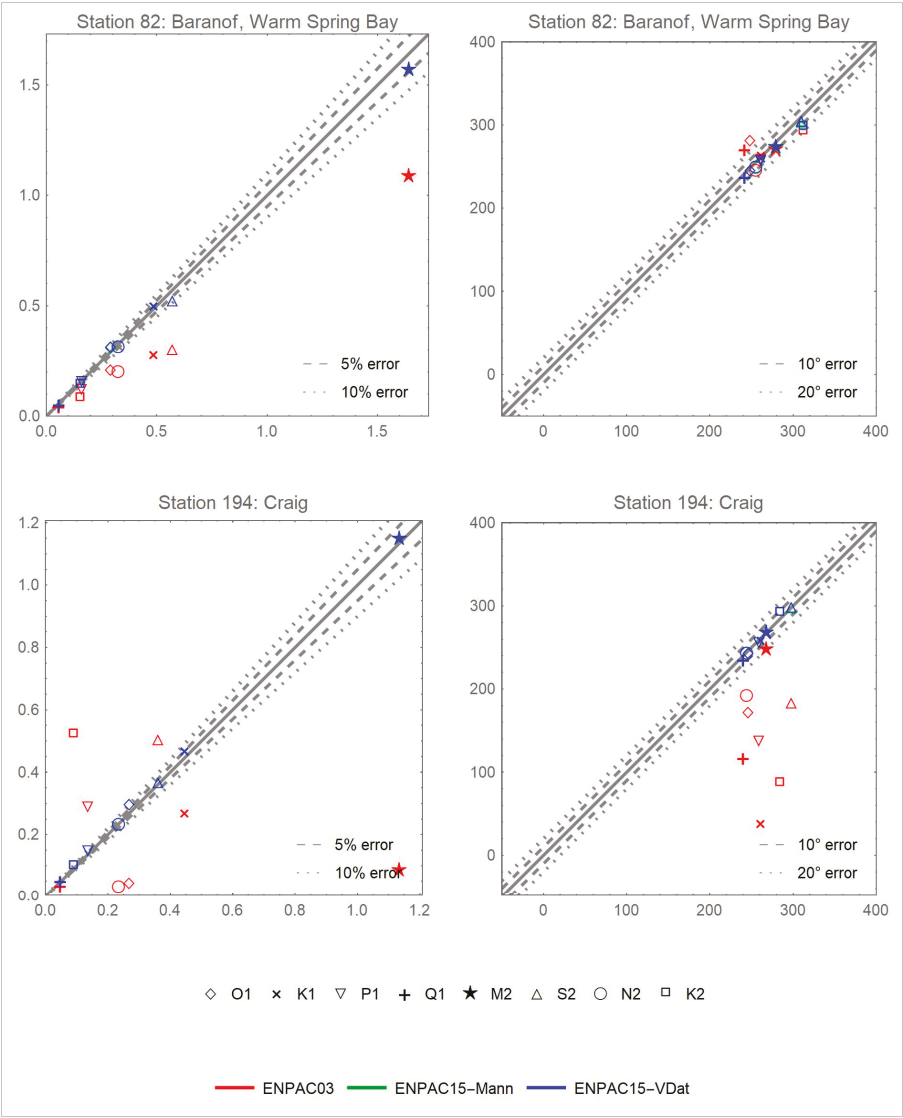 Station 82: Baranof, Warm Spring Bay
1.5
1.0
0.5
0.0
0.0 0.5 1.0 1.5
5% error
10% error
Station 82: Baranof, Warm Spring Bay
400
300
200
100
0
0 100 200 300 400
10° error
20° error
Station 194: Craig
1.2
1.0
0.8
0.6
0.4
0.2
0.0
0.0 0.2 0.4 0.6 0.8 1.0 1.2
5% error
10% error
Station 194: Craig
400
300
200
100
0
0 100 200 300 400
10° error
20° error
O1 K1 P1 Q1 M2 S2 N2 K2
ENPAC03 ENPAC15–Mann ENPAC15–VDat